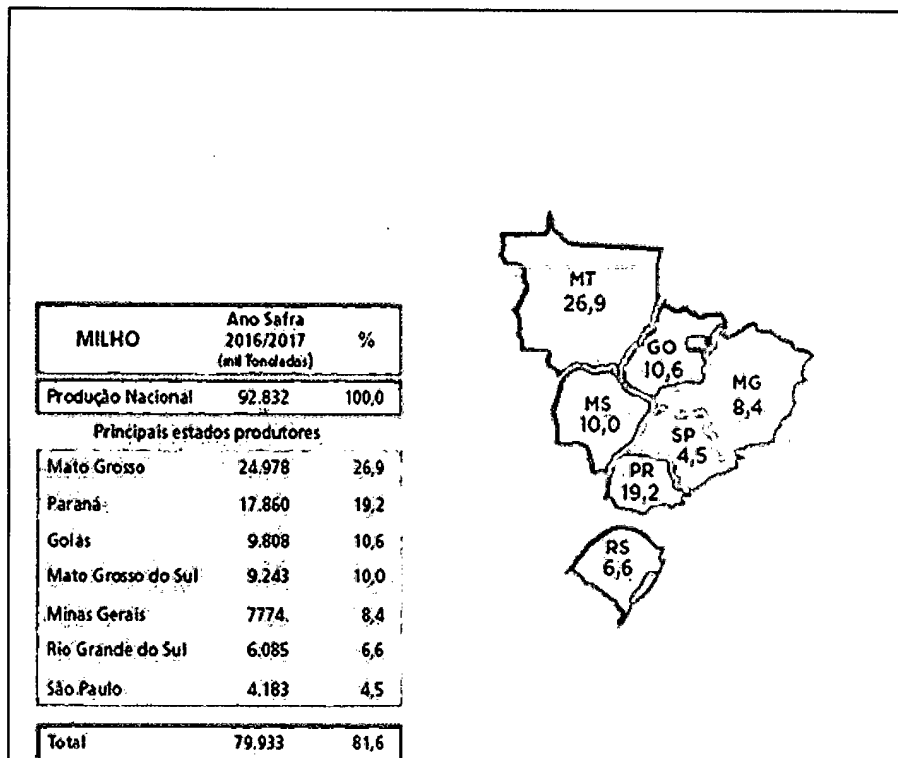 MILHO Ano Safra 2016/2017 (mil Toneladas) %
Produção Nacional 92.832 100,0
Principais estados produtores
Mato Grosso 24.978 26,9
Paraná 17.860 19,2
Goiás 9.808 10,6
Mato Grosso do Sul 9.243 10,0
Minas Gerais 7774. 8,4
Rio Grande do Sul 6.085 6,6
São Paulo 4.183 4,5
Total 79.933 81,6
MT
26,9
GO
10,6
MG
8,4
MS
10,0
SP
4,5
PR
19,2
RS
6,6